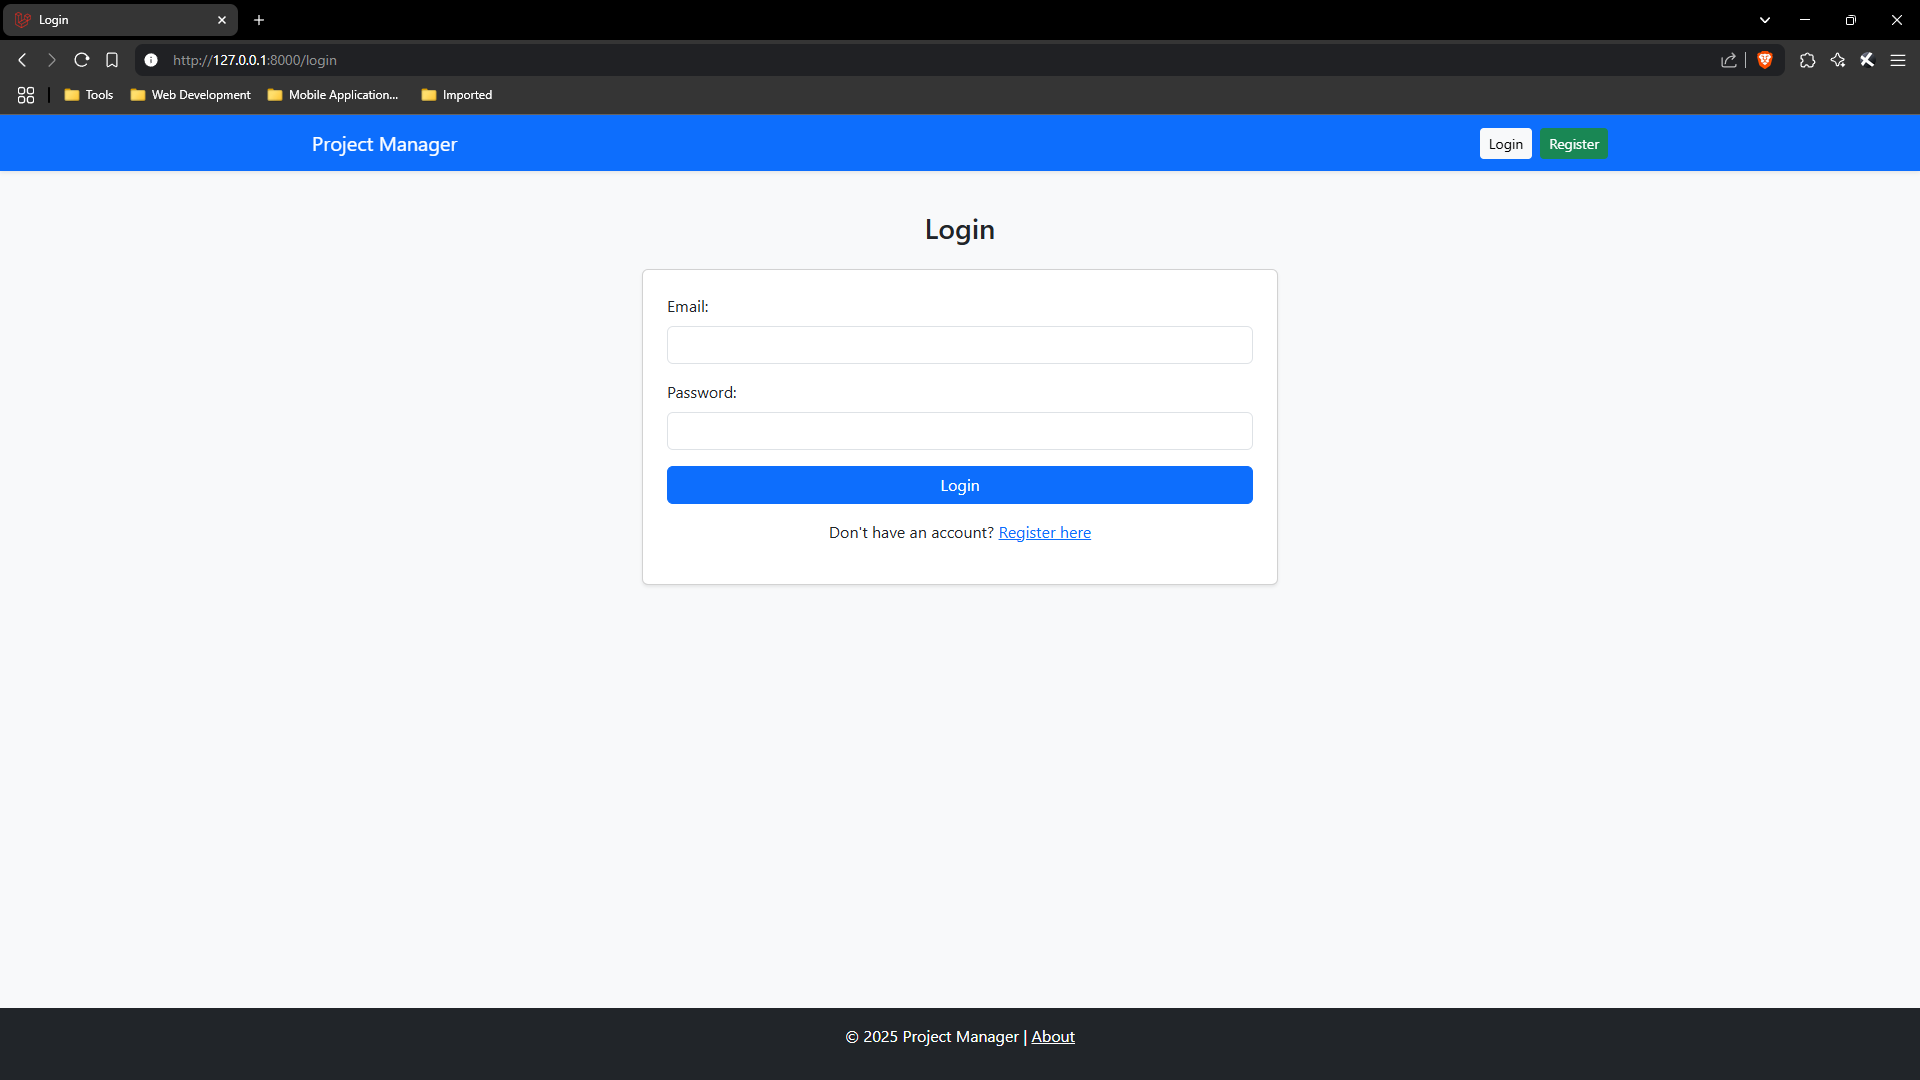 Login
http://127.0.0.1:8000/login
Tools Web Development Mobile Application... Imported
Project Manager Login Register
Login
Email:
Password:
Login
Don't have an account? Register here
© 2025 Project Manager | About